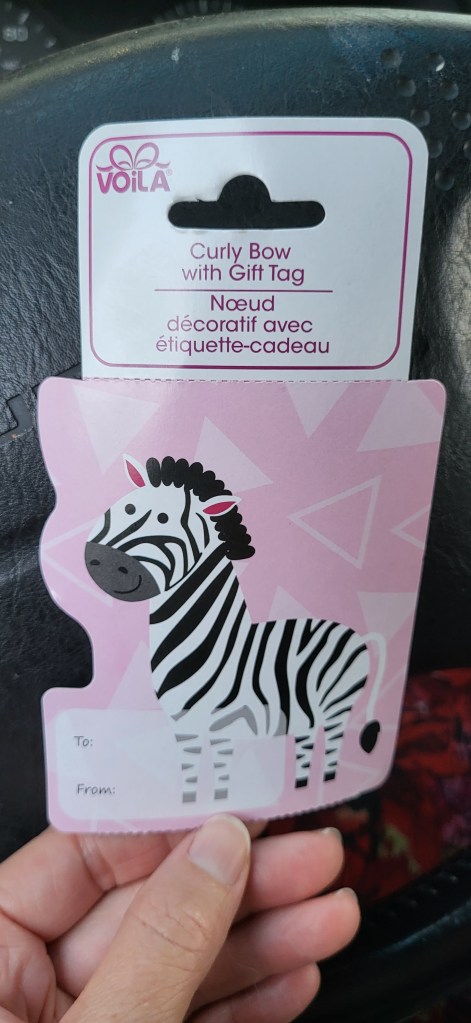 VOiLA®
Curly Bow
with Gift Tag
Nœud
décoratif avec
étiquette-cadeau
To:
From: